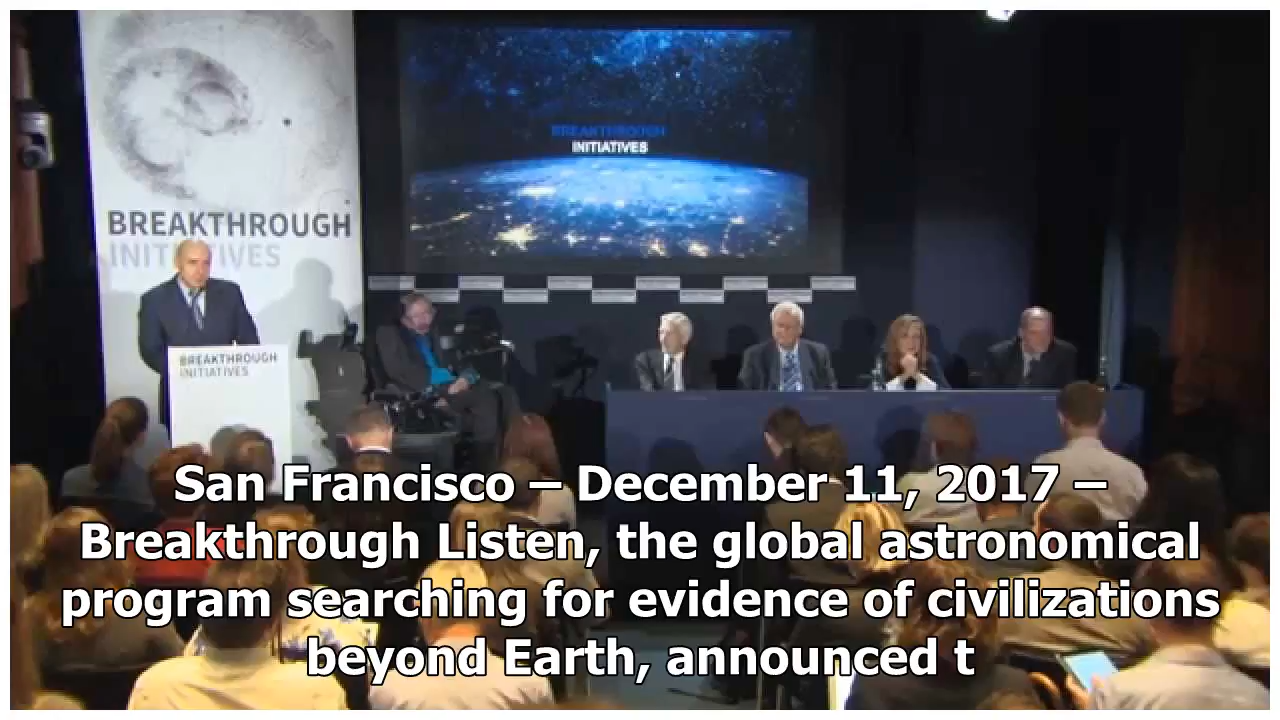 BREAKTHROUGH
INITIATIVES
BREAKTHROUGH
INITIATIVES
BREAKTHROUGH
INITIATIVES
San Francisco – December 11, 2017 –
Breakthrough Listen, the global astronomical
program searching for evidence of civilizations
beyond Earth, announced t